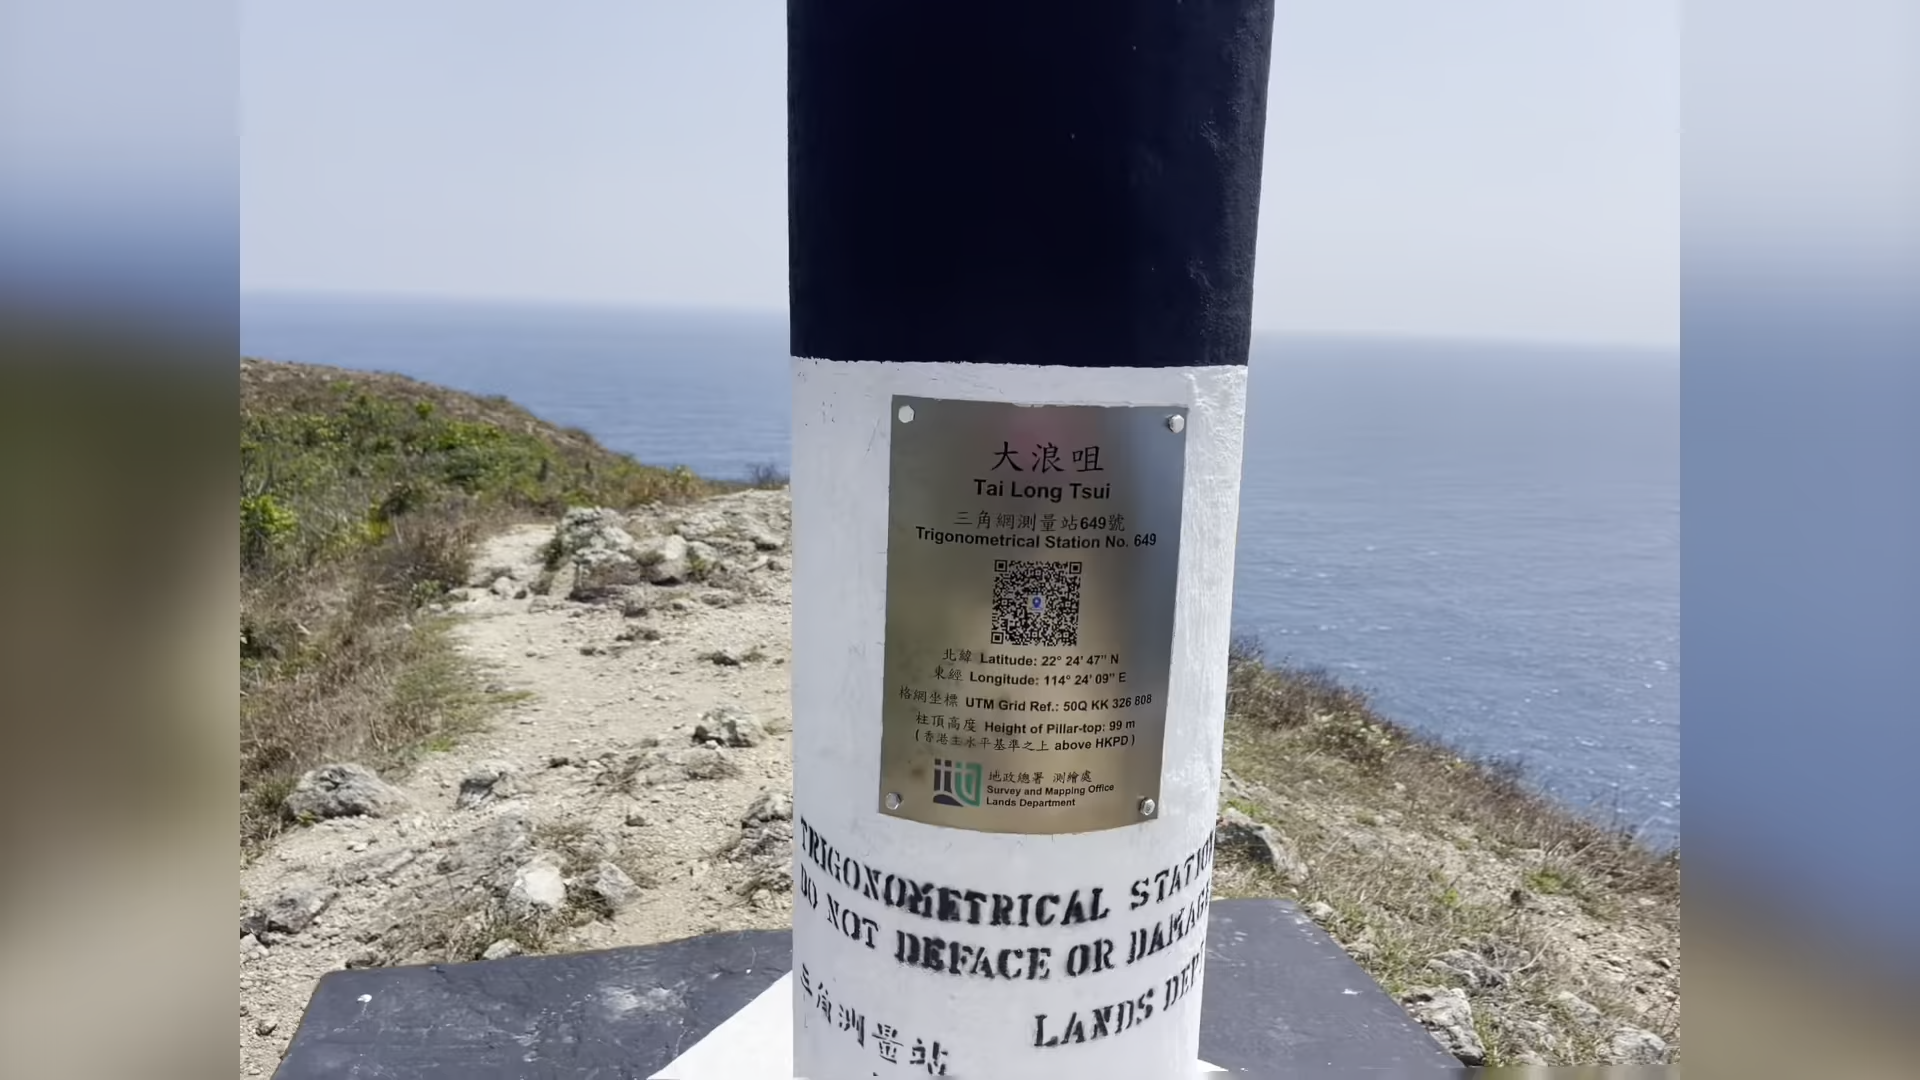 大浪咀
Tai Long Tsui
三角網測量站649號
Trigonometrical Station No. 649
北緯 Latitude: 22° 24' 47" N
東經 Longitude: 114° 24' 09" E
格網坐標 UTM Grid Ref.: 50Q KK 326 808
柱頂高度 Height of Pillar-top: 99 m
(香港主水平基準之上 above HKPD)
地政總署 測繪處
Survey and Mapping Office
Lands Department
TRIGONOMETRICAL STATION
DO NOT DEFACE OR DAMAGE
LANDS DEPT
三角測量站